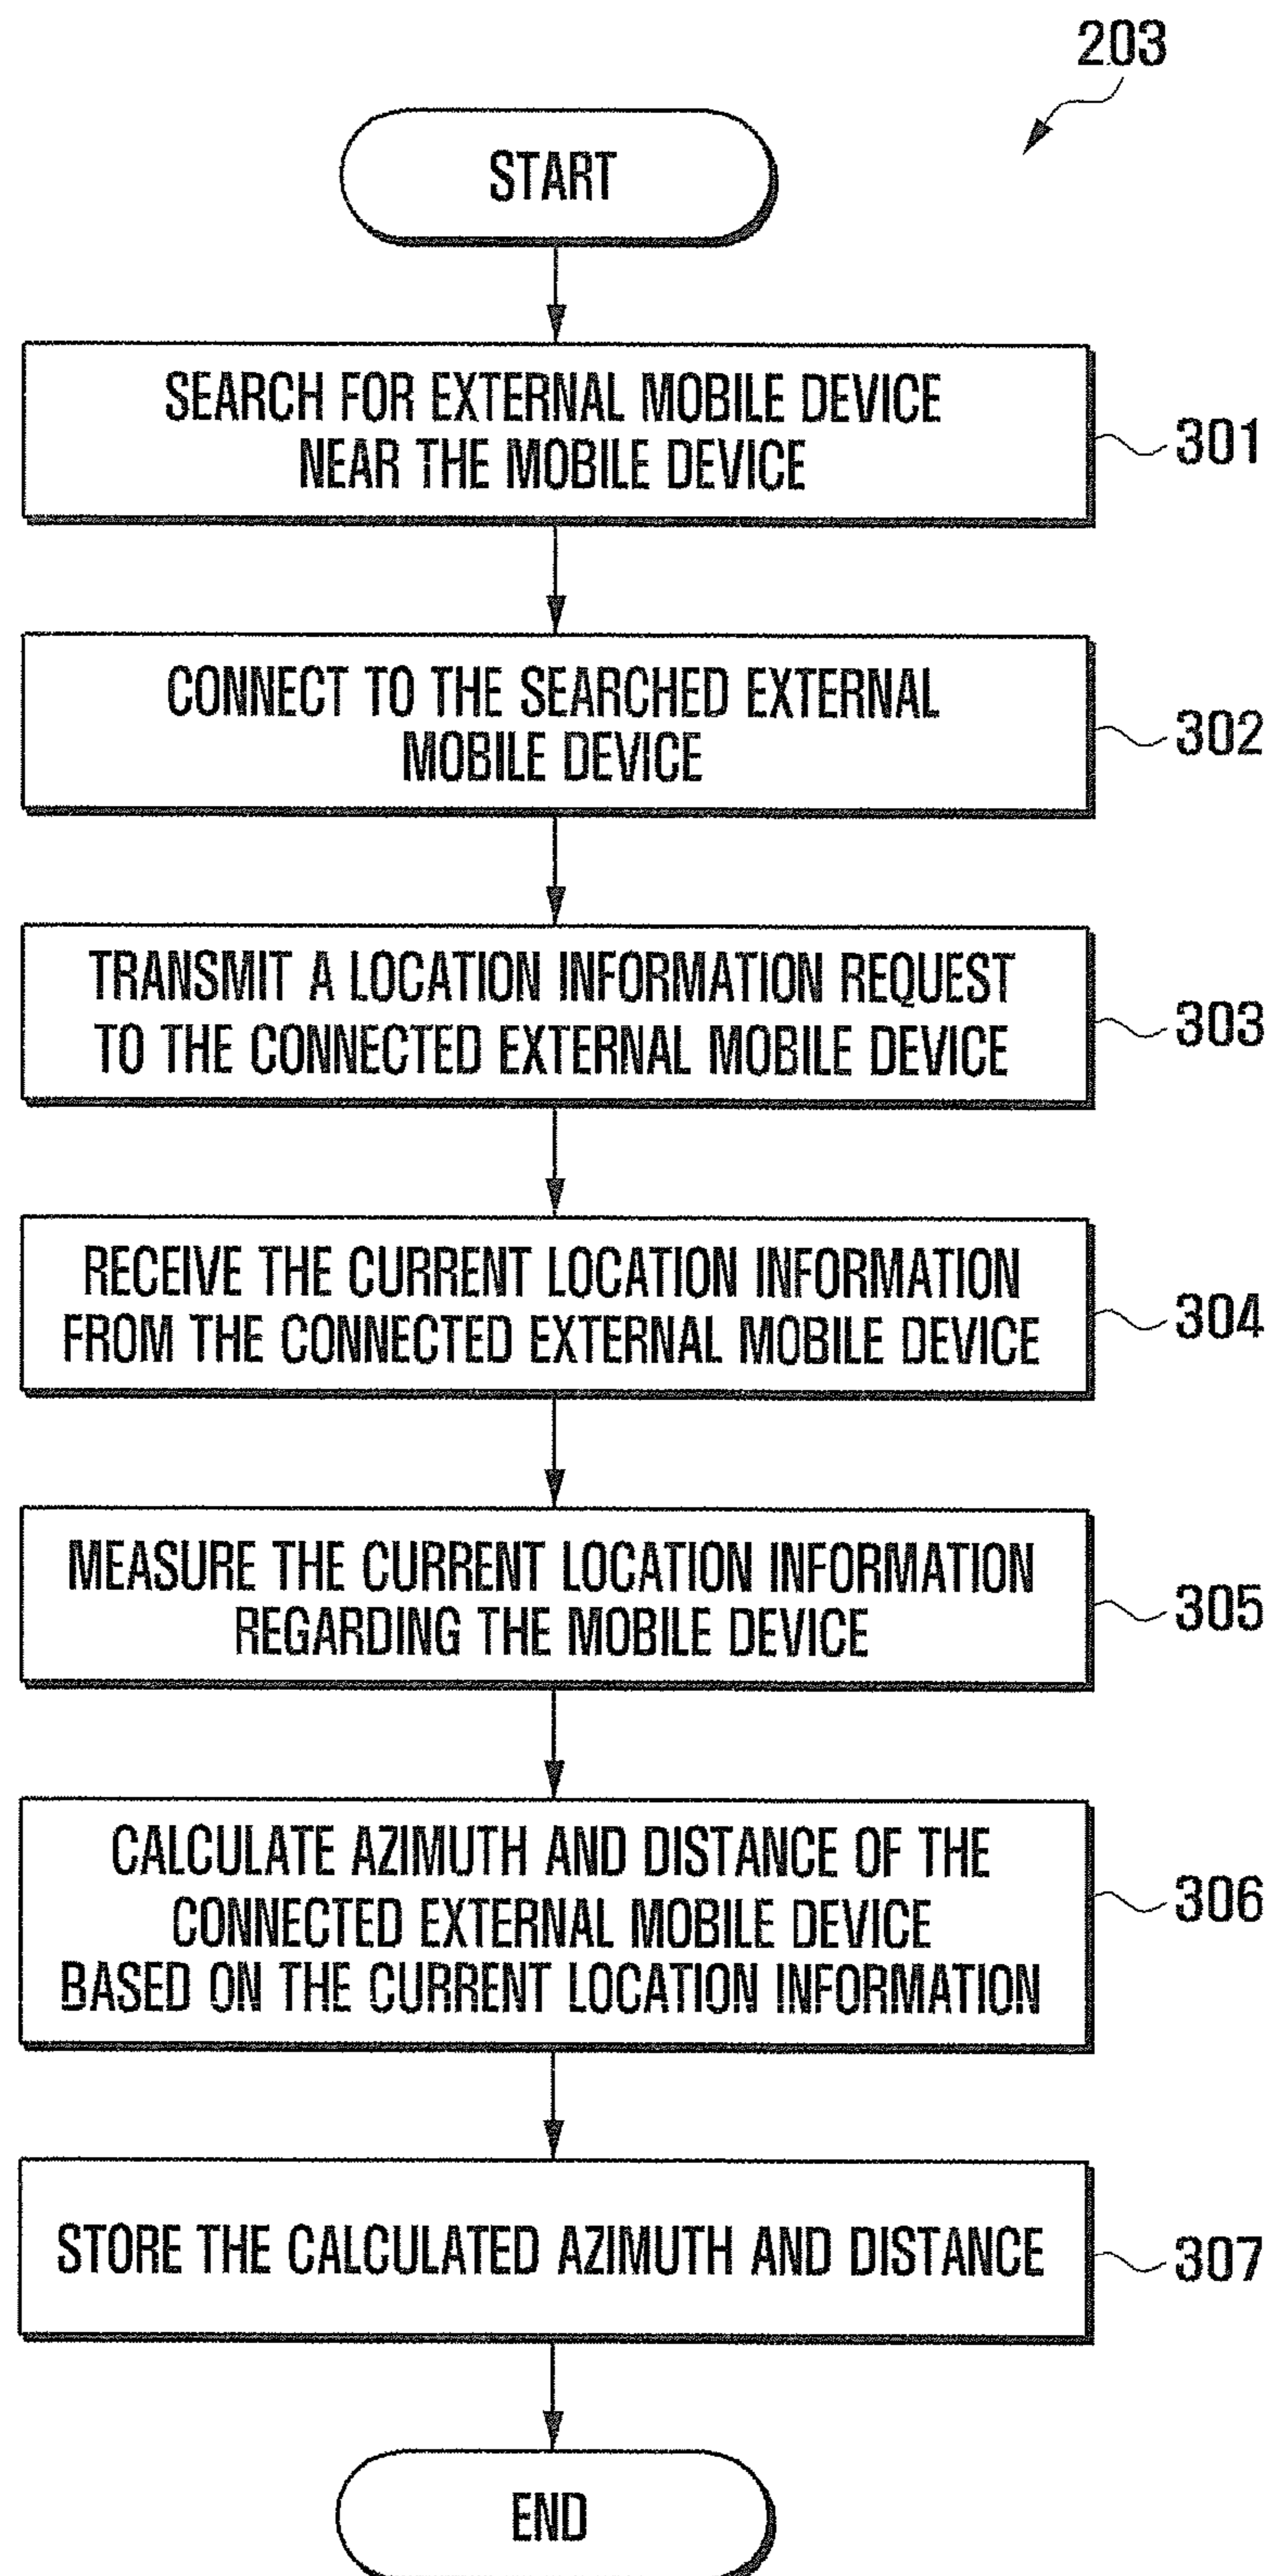 203
START
SEARCH FOR EXTERNAL MOBILE DEVICE
NEAR THE MOBILE DEVICE
301
CONNECT TO THE SEARCHED EXTERNAL
MOBILE DEVICE
302
TRANSMIT A LOCATION INFORMATION REQUEST
TO THE CONNECTED EXTERNAL MOBILE DEVICE
303
RECEIVE THE CURRENT LOCATION INFORMATION
FROM THE CONNECTED EXTERNAL MOBILE DEVICE
304
MEASURE THE CURRENT LOCATION INFORMATION
REGARDING THE MOBILE DEVICE
305
CALCULATE AZIMUTH AND DISTANCE OF THE
CONNECTED EXTERNAL MOBILE DEVICE
BASED ON THE CURRENT LOCATION INFORMATION
306
STORE THE CALCULATED AZIMUTH AND DISTANCE
307
END